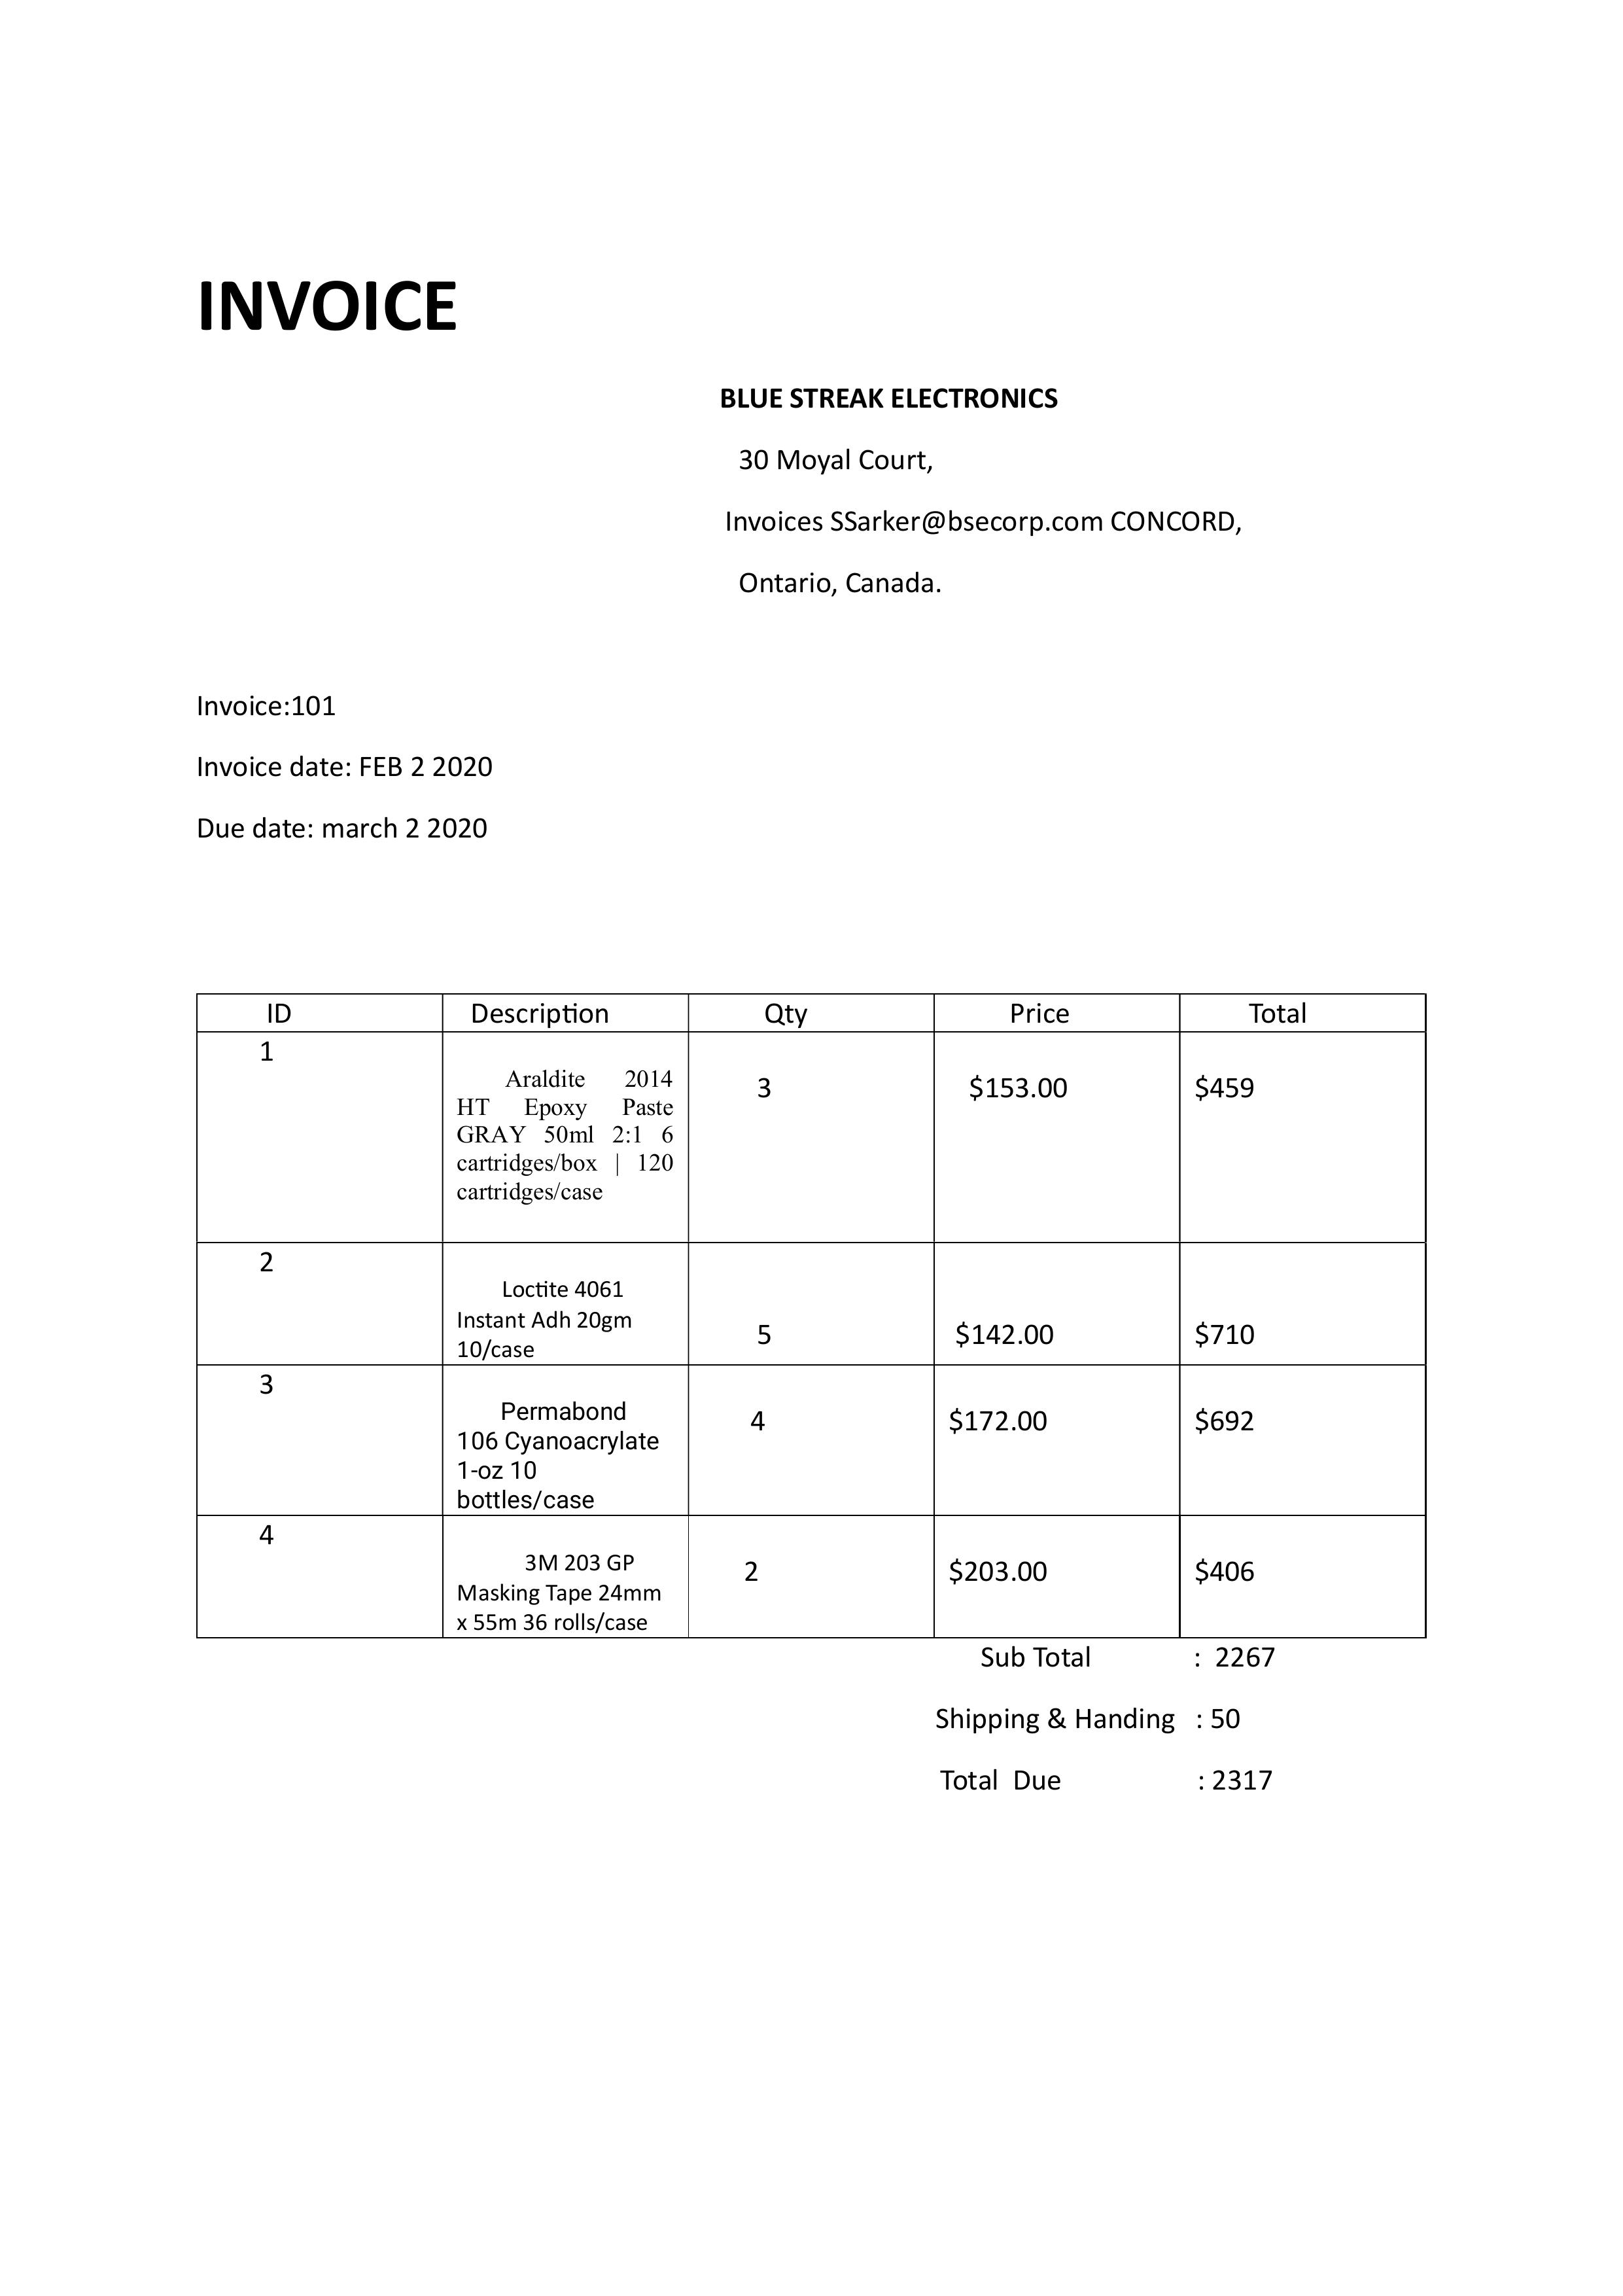 INVOICE
BLUE STREAK ELECTRONICS
30 Moyal Court,
Invoices SSarker@bsecorp.com CONCORD,
Ontario, Canada.
Invoice:101
Invoice date: FEB 2 2020
Due date: march 2 2020
ID Description Qty Price Total
1
Araldite 2014
HT Epoxy Paste
GRAY 50ml 2:1 6
cartridges/box | 120
cartridges/case
3 $153.00 $459
2
Loctite 4061
Instant Adh 20gm
10/case
5 $142.00 $710
3
Permabond
106 Cyanoacrylate
1-oz 10
bottles/case
4 $172.00 $692
4
3M 203 GP
Masking Tape 24mm
x 55m 36 rolls/case
2 $203.00 $406
Sub Total : 2267
Shipping & Handing : 50
Total Due : 2317